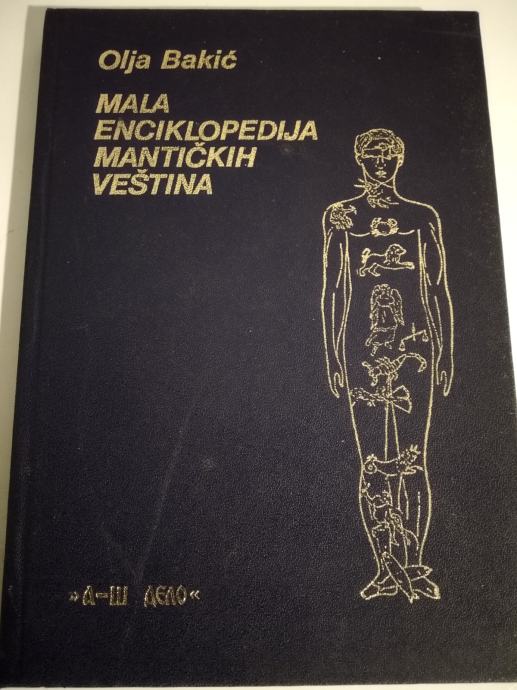 Olja Bakić
MALA
ENCIKLOPEDIJA
MANTIČKIH
VEŠTINA
»А-Ш ДЕЛО«